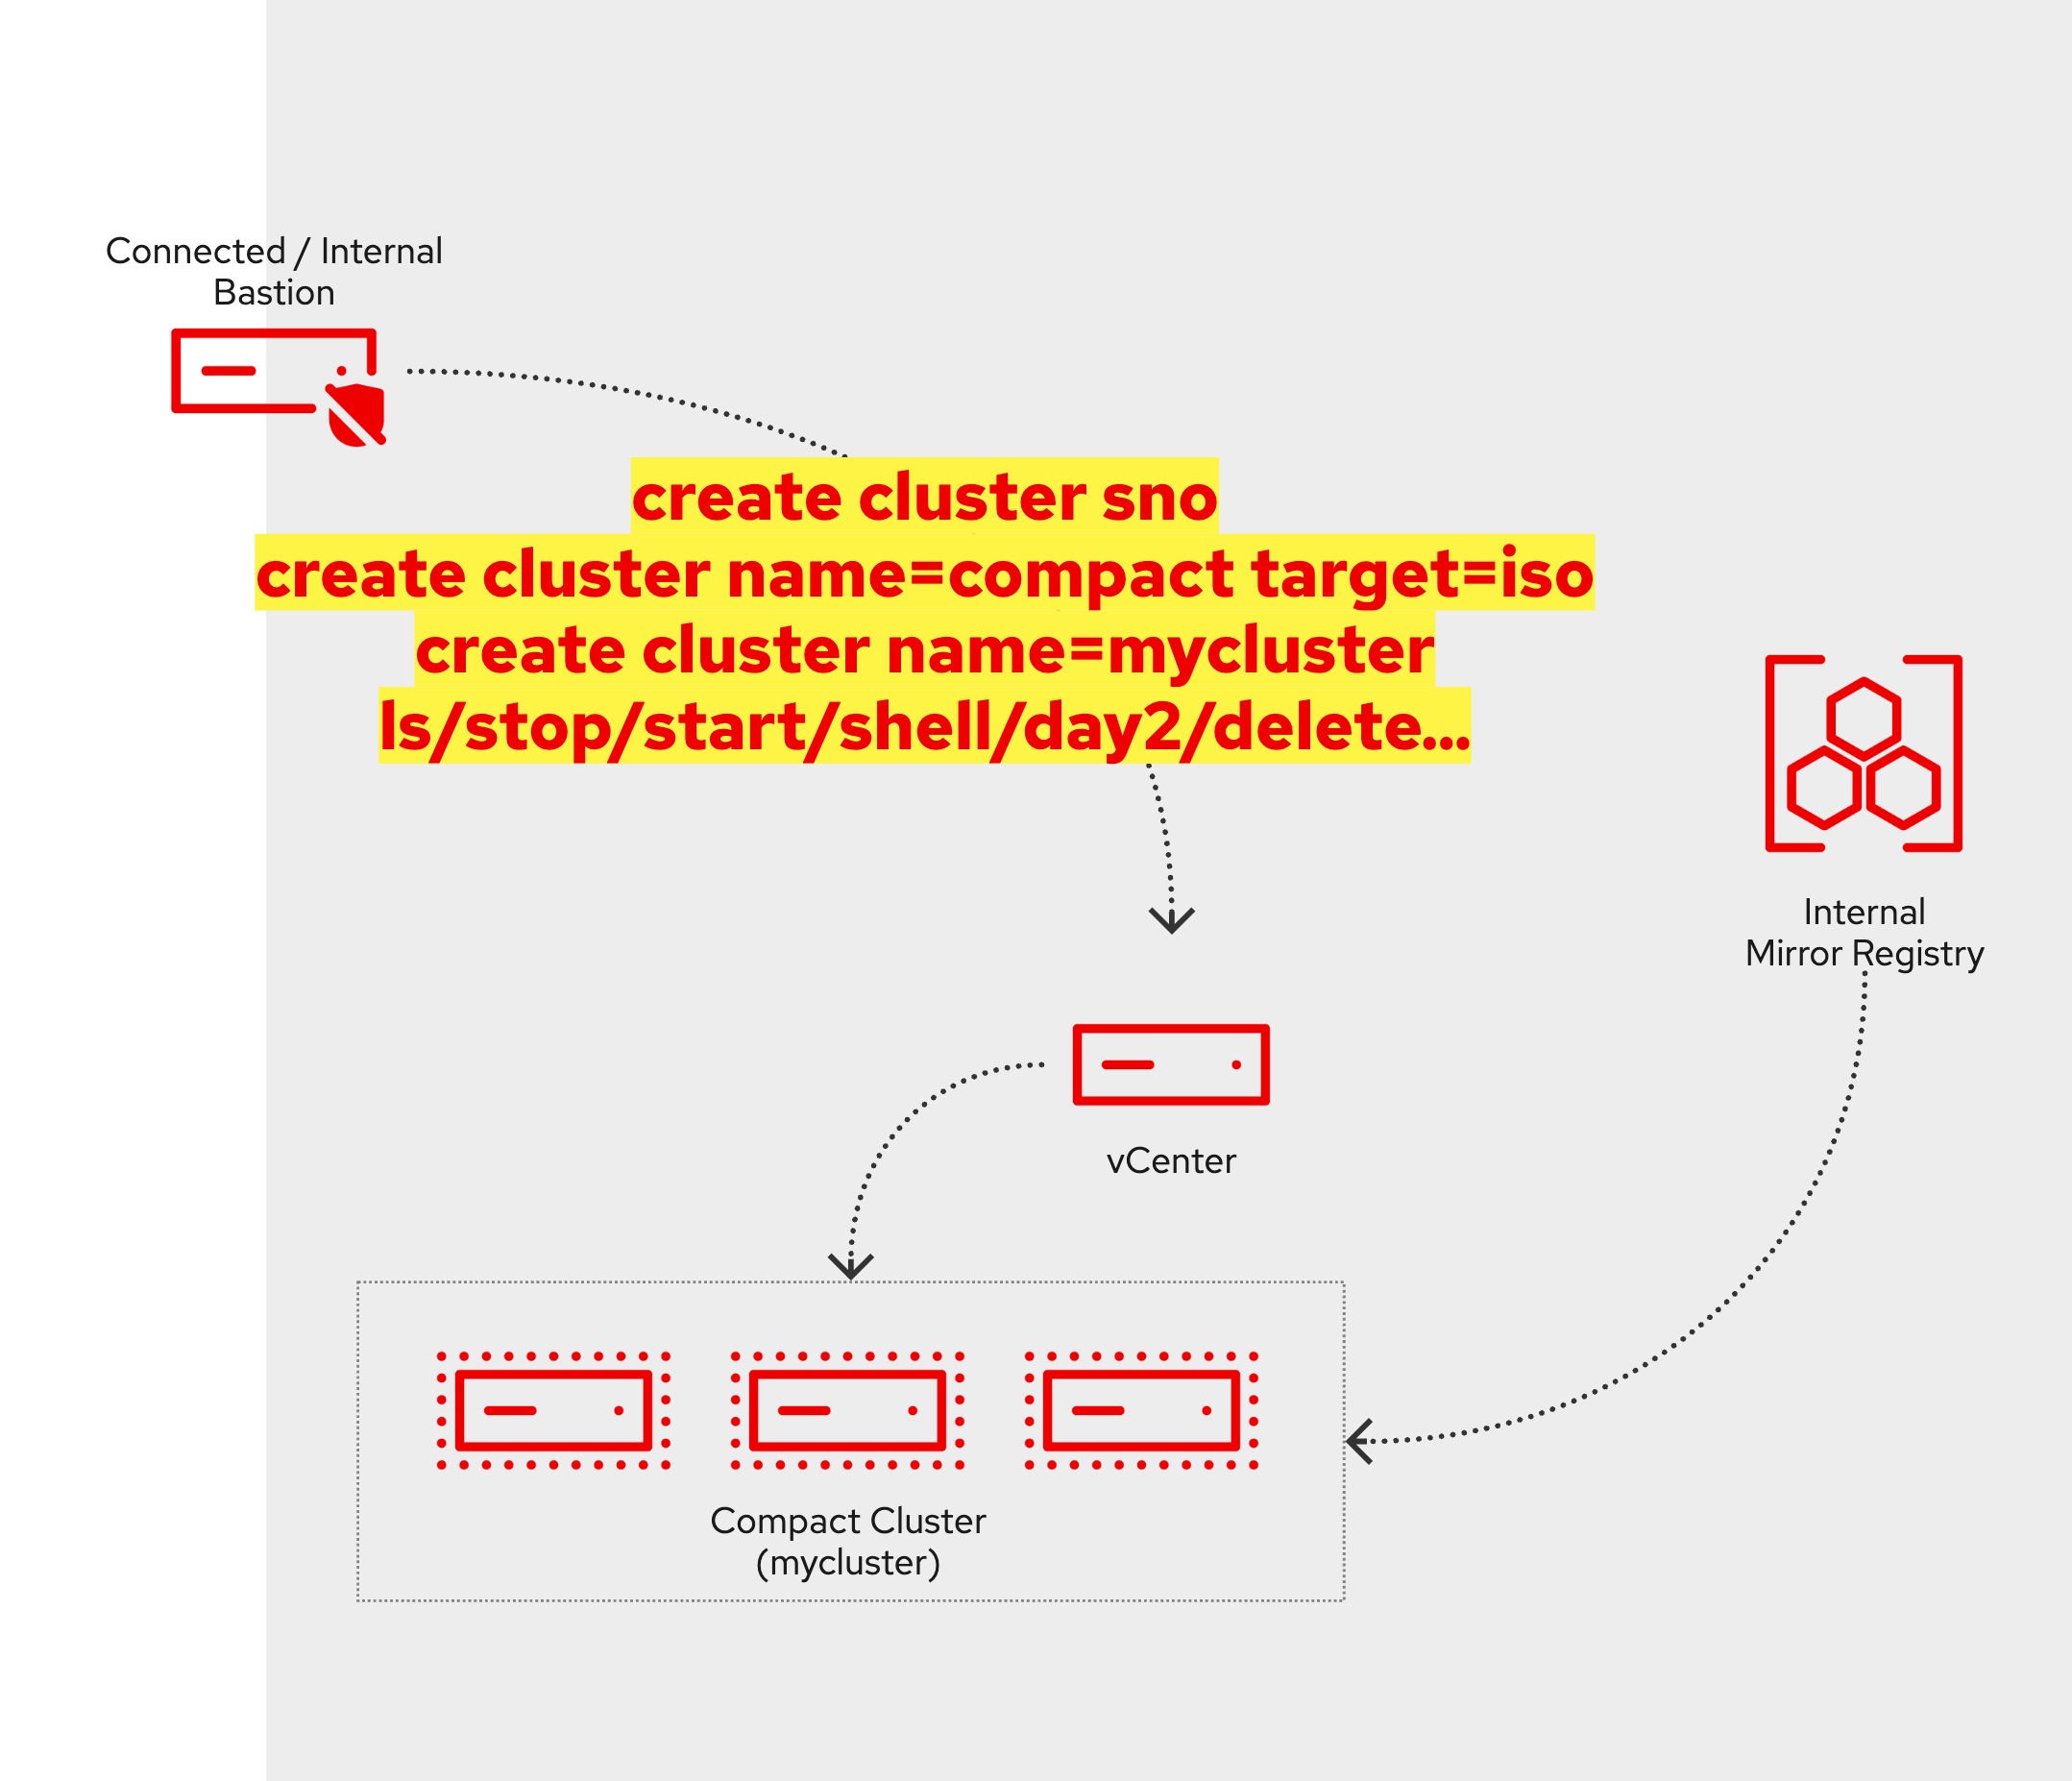 Connected / Internal
Bastion
create cluster sno
create cluster name=compact target=iso
create cluster name=mycluster
ls/stop/start/shell/day2/delete...
Internal
Mirror Registry
vCenter
Compact Cluster
(mycluster)